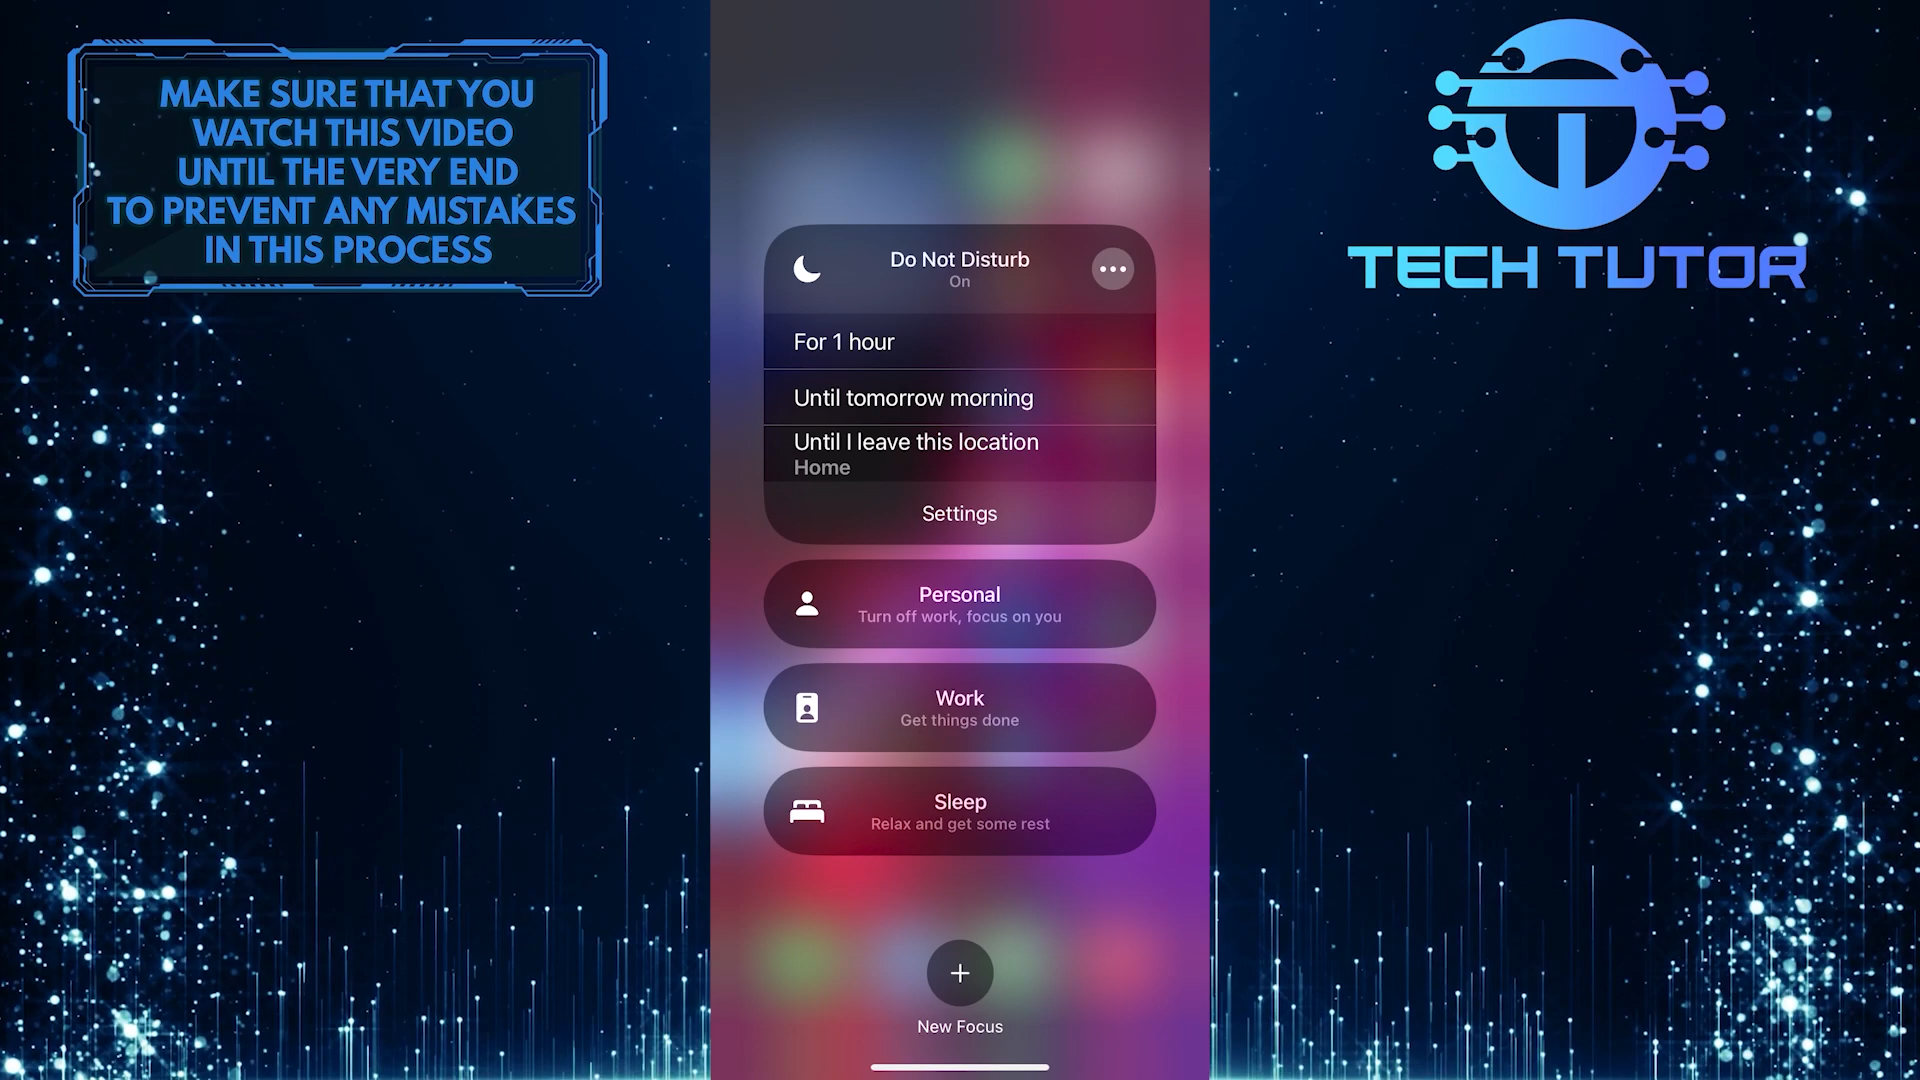 MAKE SURE THAT YOU
WATCH THIS VIDEO
UNTIL THE VERY END
TO PREVENT ANY MISTAKES
IN THIS PROCESS
TECH TUTOR
Do Not Disturb
On
For 1 hour
Until tomorrow morning
Until I leave this location
Home
Settings
Personal
Turn off work, focus on you
Work
Get things done
Sleep
Relax and get some rest
New Focus